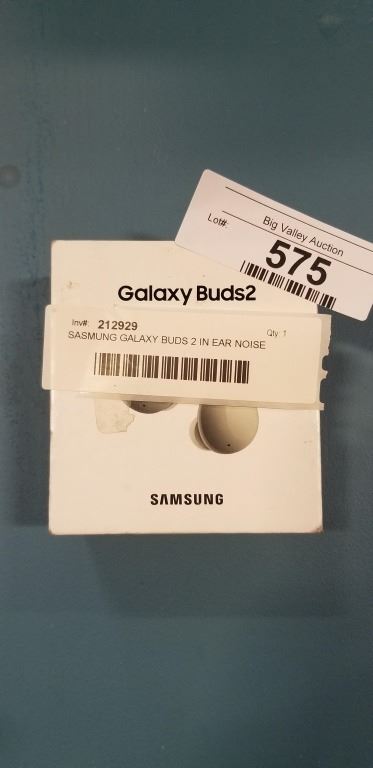 Big Valley Auction
Lot#:
575
Galaxy Buds2
Inv#: 212929 Qty: 1
SASMUNG GALAXY BUDS 2 IN EAR NOISE
SAMSUNG